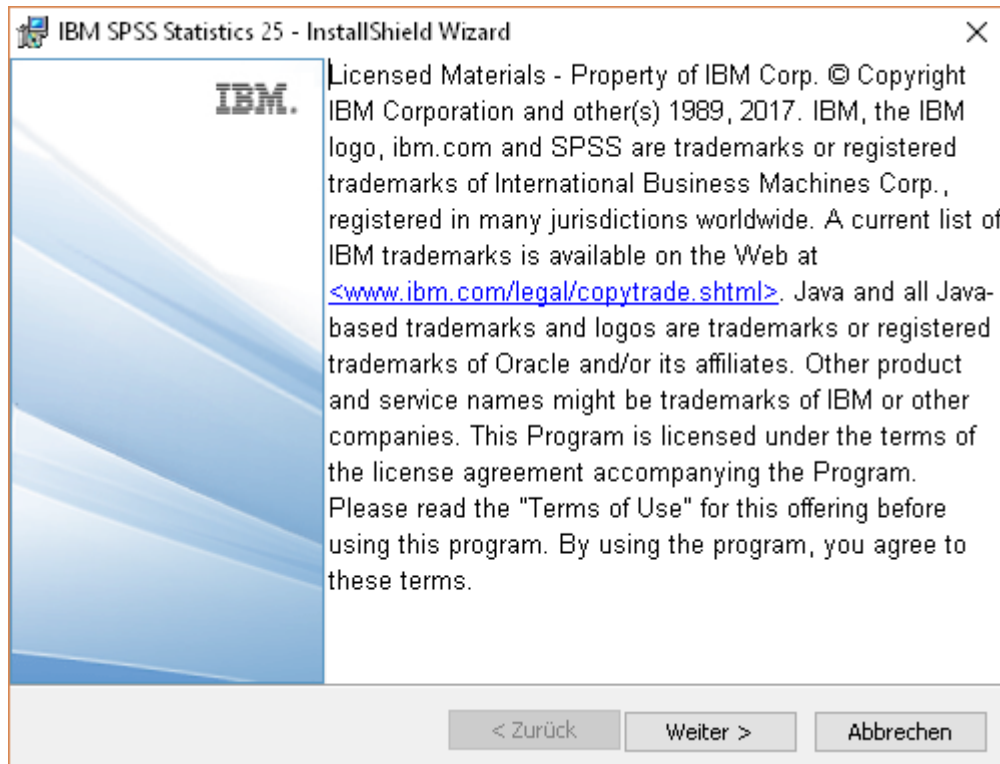 IBM SPSS Statistics 25 - InstallShield Wizard
IBM.
Licensed Materials - Property of IBM Corp. © Copyright
IBM Corporation and other(s) 1989, 2017. IBM, the IBM
logo, ibm.com and SPSS are trademarks or registered
trademarks of International Business Machines Corp.,
registered in many jurisdictions worldwide. A current list of
IBM trademarks is available on the Web at
<www.ibm.com/legal/copytrade.shtml>. Java and all Java-
based trademarks and logos are trademarks or registered
trademarks of Oracle and/or its affiliates. Other product
and service names might be trademarks of IBM or other
companies. This Program is licensed under the terms of
the license agreement accompanying the Program.
Please read the "Terms of Use" for this offering before
using this program. By using the program, you agree to
these terms.
< Zurück
Weiter >
Abbrechen